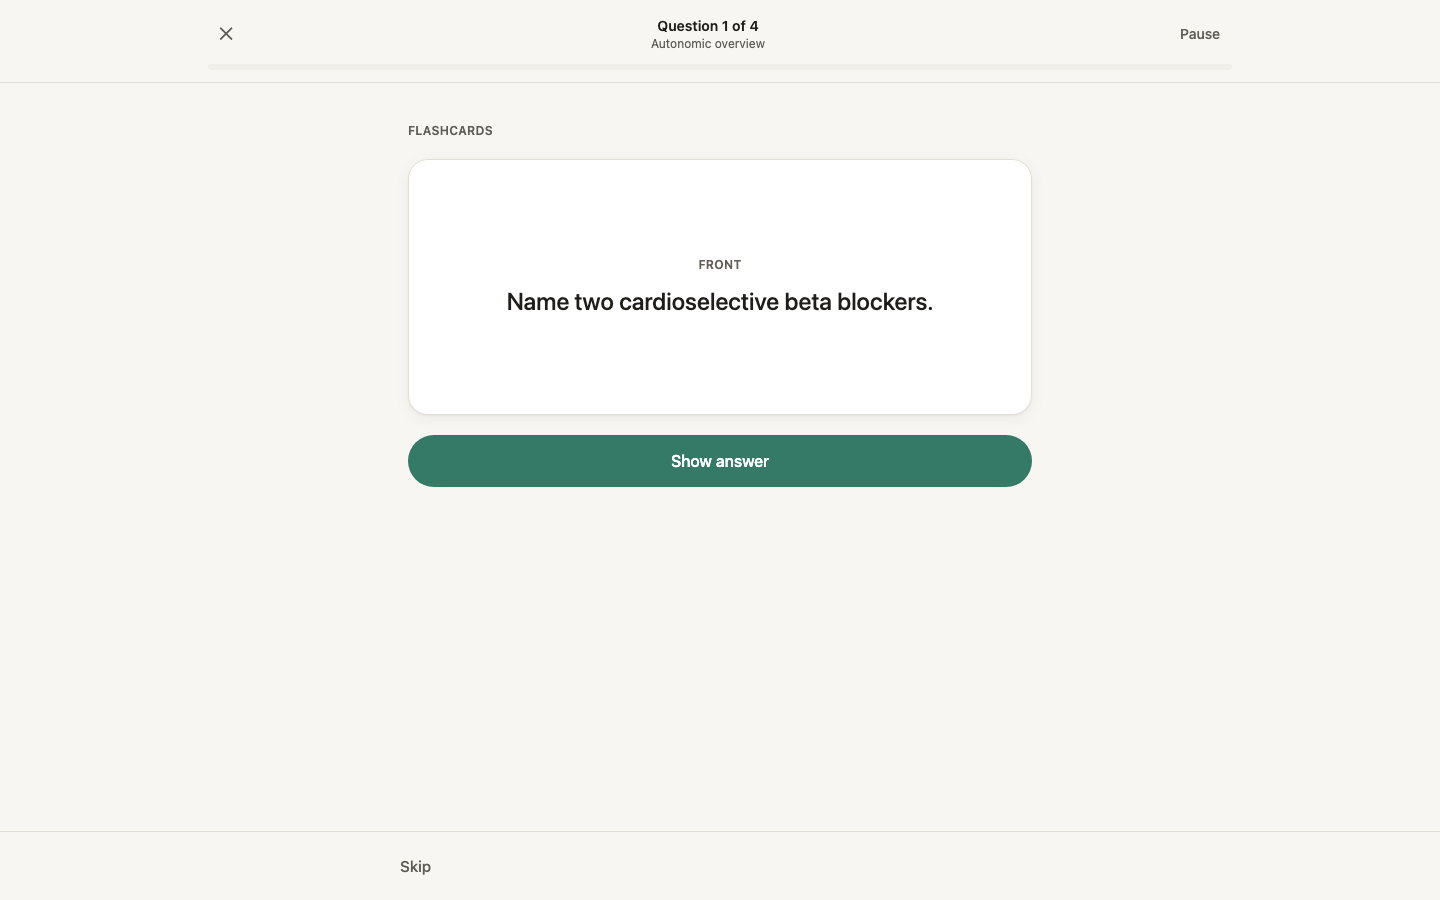 Question 1 of 4
Autonomic overview
Pause
FLASHCARDS
FRONT
Name two cardioselective beta blockers.
Show answer
Skip